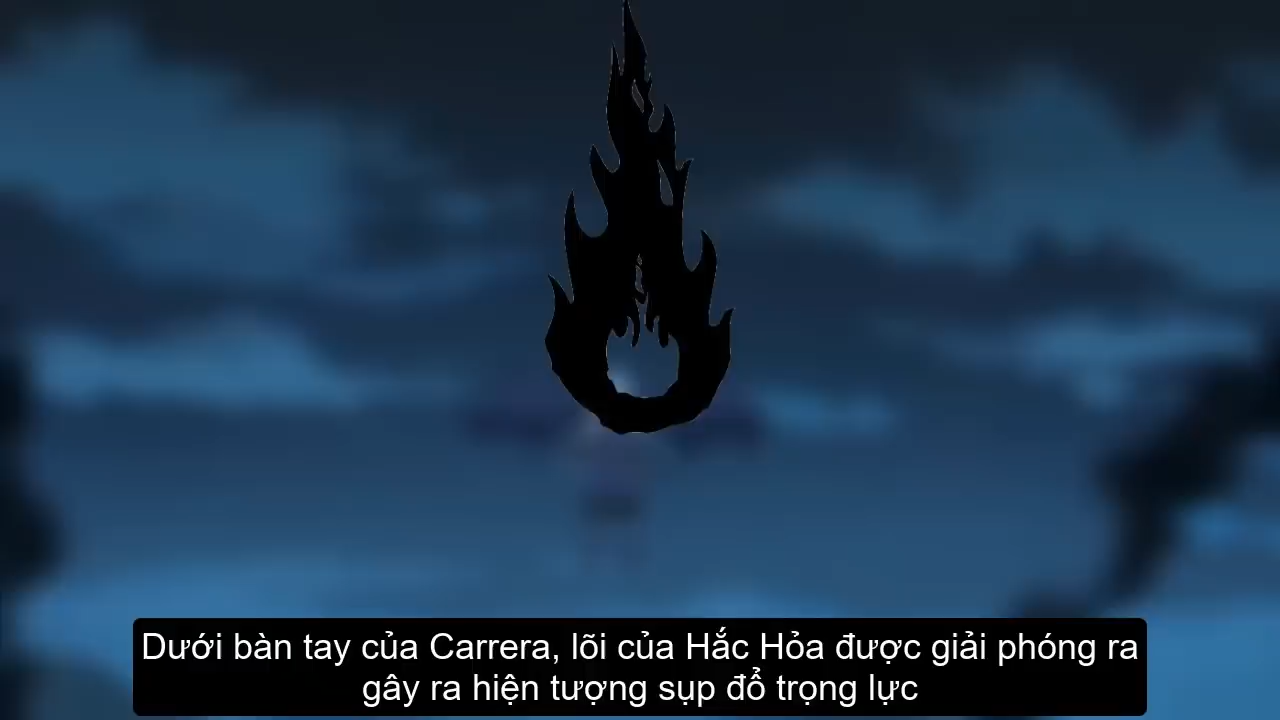 Dưới bàn tay của Carrera, lõi của Hắc Hỏa được giải phóng ra
gây ra hiện tượng sụp đổ trọng lực